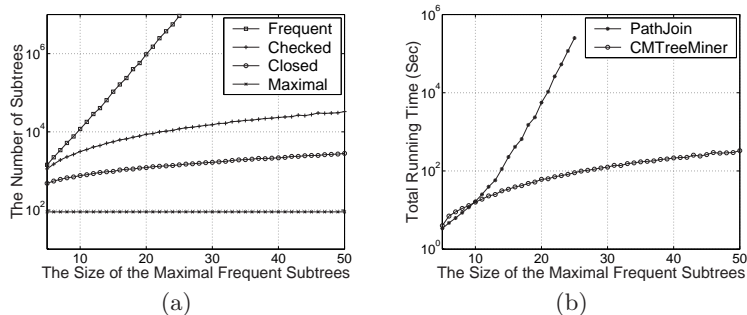 Frequent
Checked
Closed
Maximal
10^6
10^4
10^2
The Number of Subtrees
10 20 30 40 50
The Size of the Maximal Frequent Subtrees
(a)
PathJoin
CMTreeMiner
10^6
10^4
10^2
10^0
Total Running Time (Sec)
10 20 30 40 50
The Size of the Maximal Frequent Subtrees
(b)